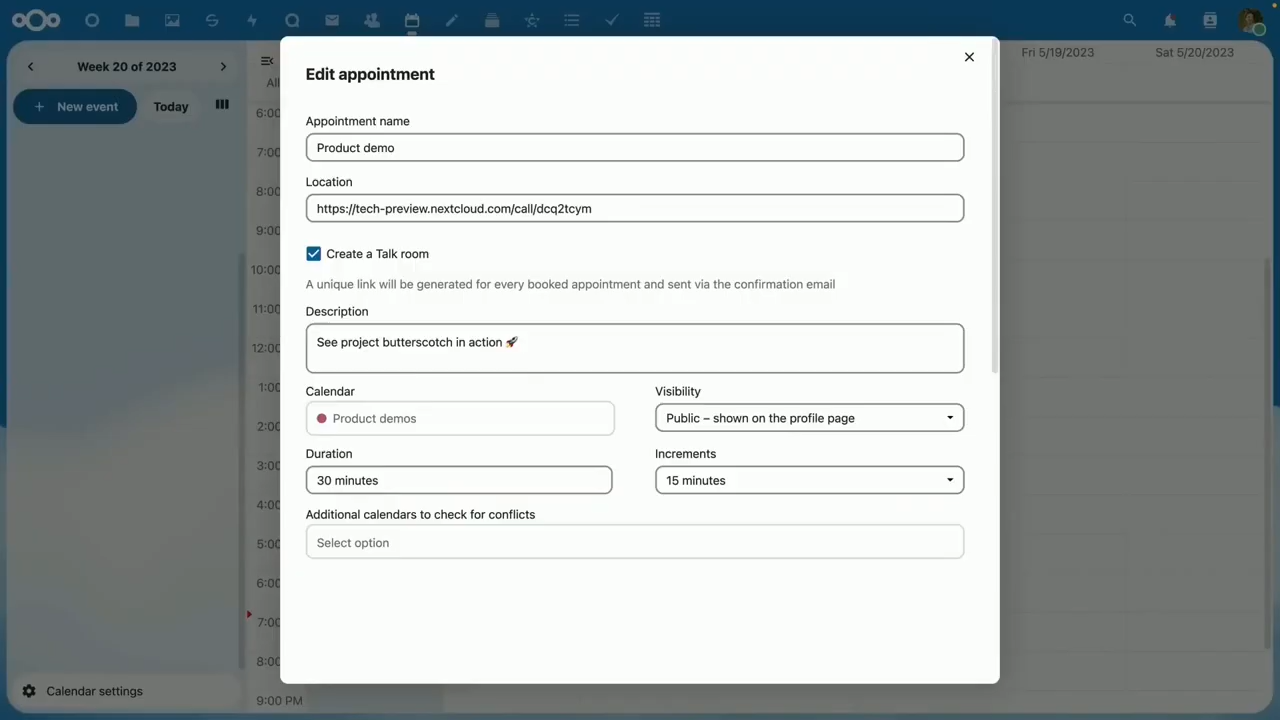 Week 20 of 2023
Fri 5/19/2023
Sat 5/20/2023
New event
Today
All
6:00
7:00
8:00
9:00
10:00
11:00
12:00
1:00
2:00
3:00
4:00
5:00
6:00
7:00
8:00
9:00 PM
Calendar settings
Edit appointment
Appointment name
Product demo
Location
https://tech-preview.nextcloud.com/call/dcq2tcym
Create a Talk room
A unique link will be generated for every booked appointment and sent via the confirmation email
Description
See project butterscotch in action 🚀
Calendar
Visibility
Product demos
Public – shown on the profile page
Duration
Increments
30 minutes
15 minutes
Additional calendars to check for conflicts
Select option